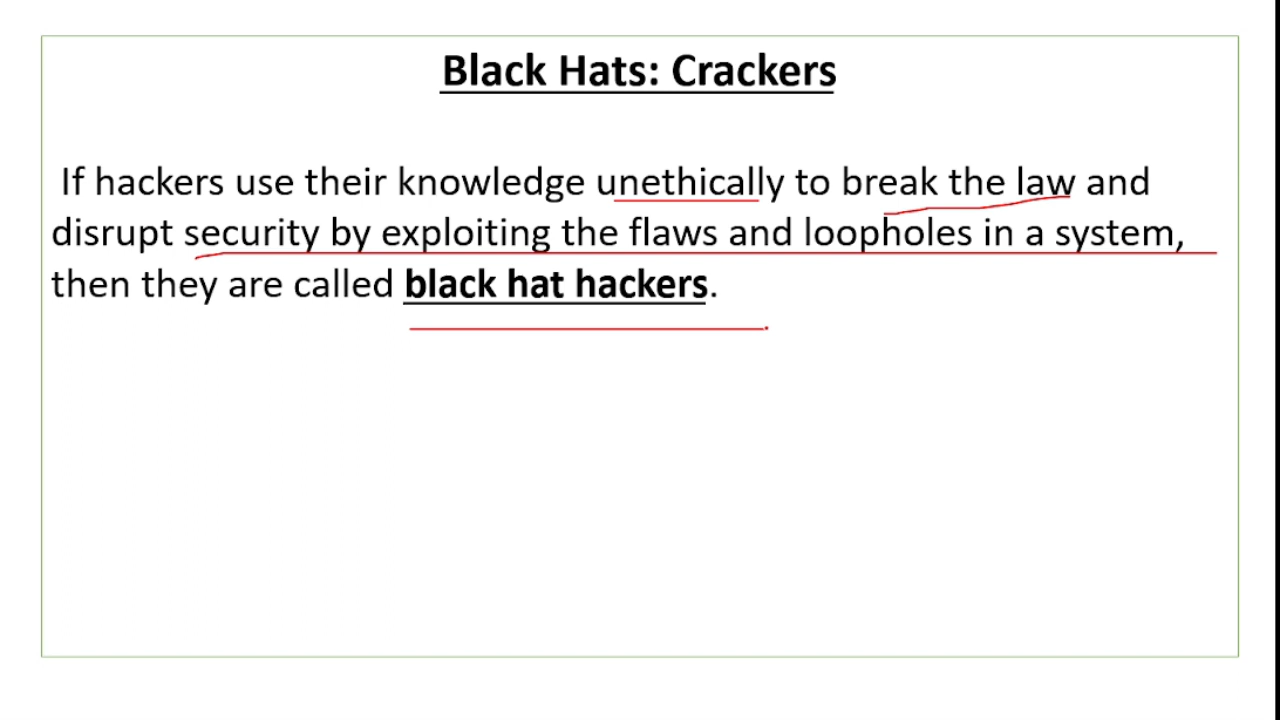 Black Hats: Crackers
If hackers use their knowledge unethically to break the law and
disrupt security by exploiting the flaws and loopholes in a system,
then they are called black hat hackers.